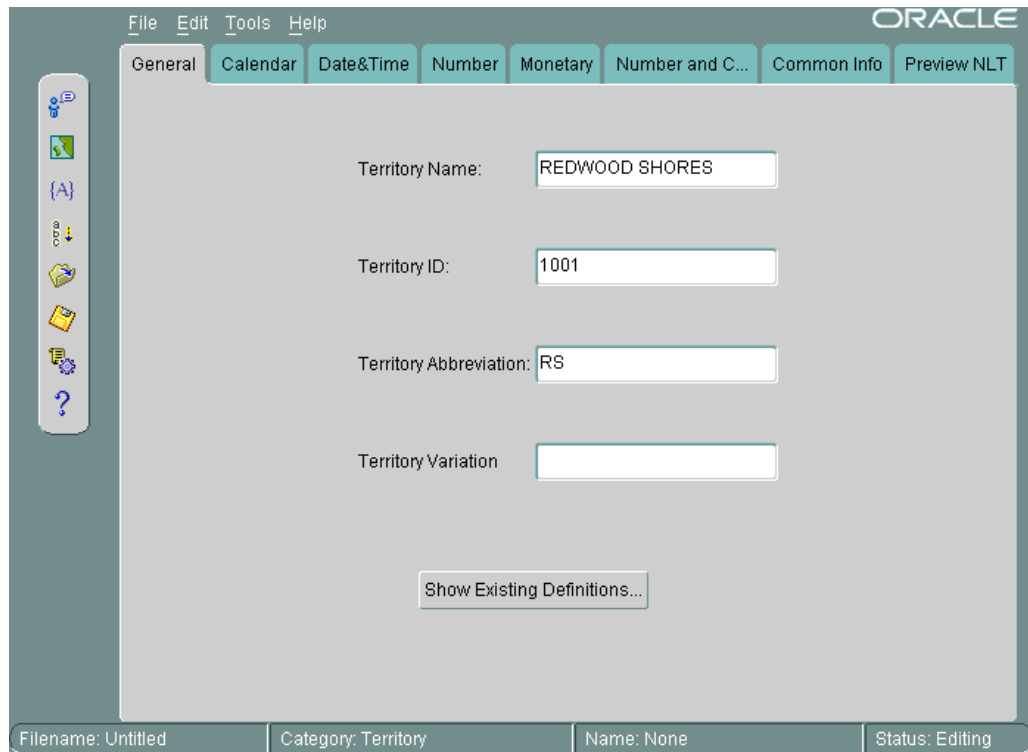 File Edit Tools Help
ORACLE
General Calendar Date&Time Number Monetary Number and C... Common Info Preview NLT
{A}
a
b
c
?
Territory Name: REDWOOD SHORES
Territory ID: 1001
Territory Abbreviation: RS
Territory Variation
Show Existing Definitions...
Filename: Untitled Category: Territory Name: None Status: Editing